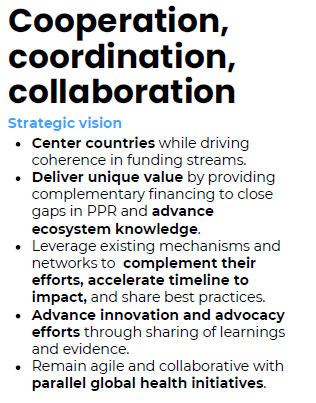 Cooperation,
coordination,
collaboration
Strategic vision
• Center countries while driving
coherence in funding streams.
• Deliver unique value by providing
complementary financing to close
gaps in PPR and advance
ecosystem knowledge.
• Leverage existing mechanisms and
networks to  complement their
efforts, accelerate timeline to
impact, and share best practices.
• Advance innovation and advocacy
efforts through sharing of learnings
and evidence.
• Remain agile and collaborative with
parallel global health initiatives.